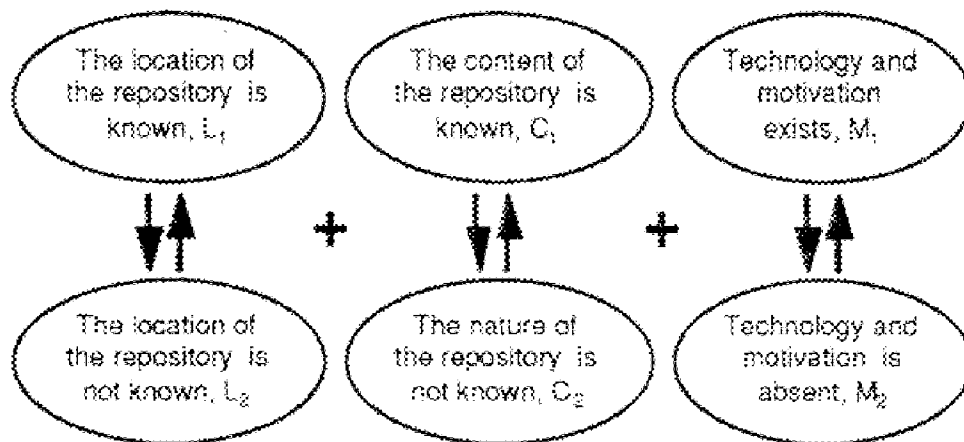 The location of
the repository is
known, L₁
The content of
the repository is
known, C₁
Technology and
motivation
exists, M₁
+
+
The location of
the repository is
not known, L₂
The nature of
the repository is
not known, C₂
Technology and
motivation is
absent, M₂